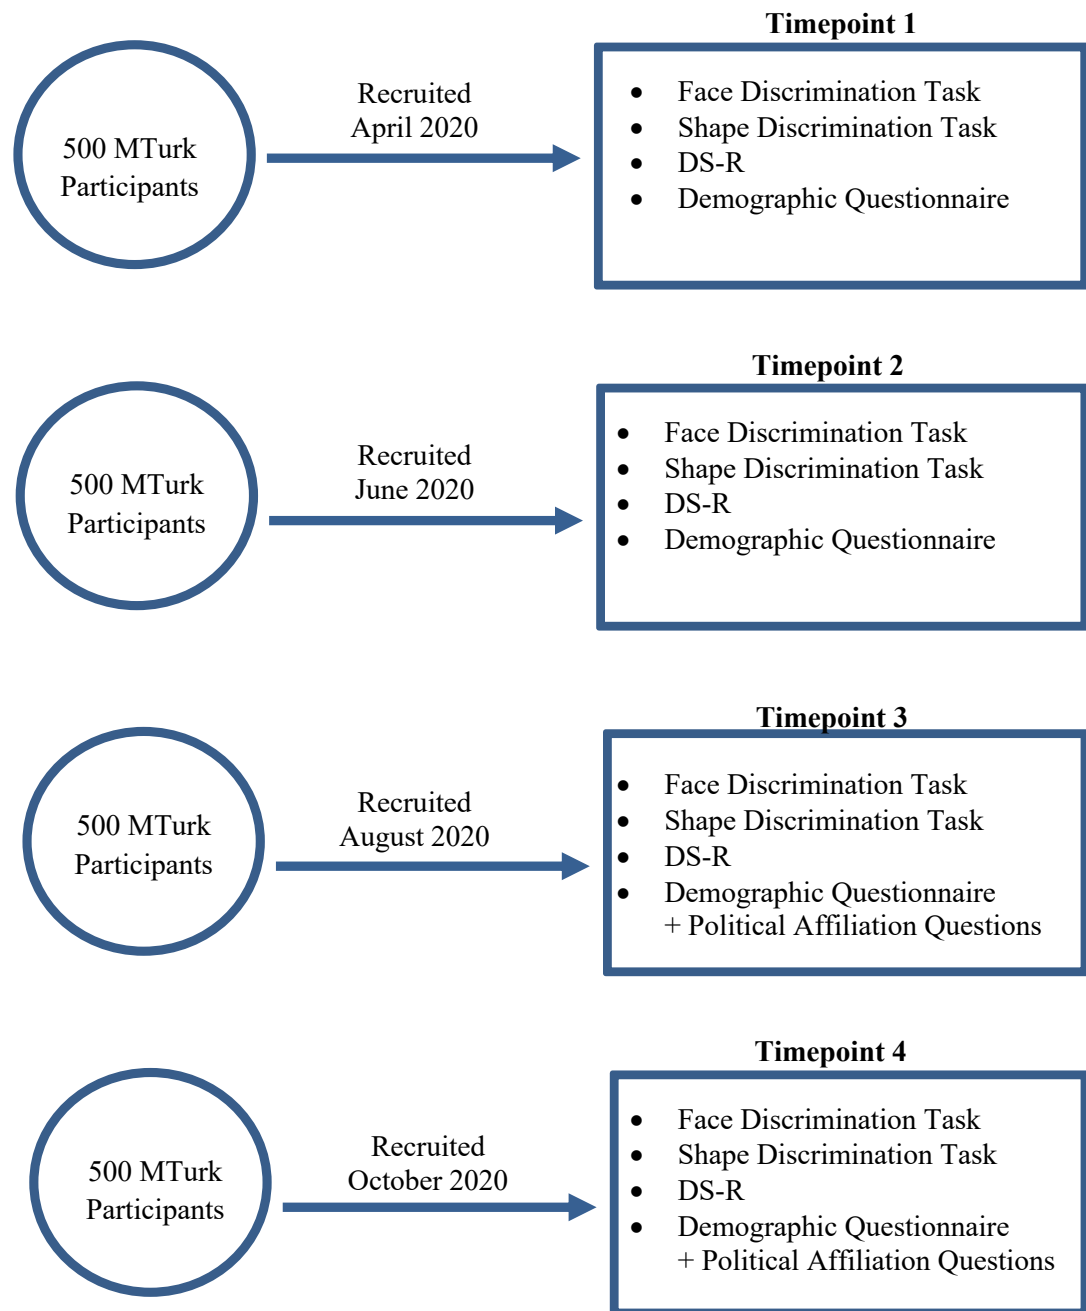 Timepoint 1
500 MTurk
Participants
Recruited
April 2020
• Face Discrimination Task
• Shape Discrimination Task
• DS-R
• Demographic Questionnaire
Timepoint 2
500 MTurk
Participants
Recruited
June 2020
• Face Discrimination Task
• Shape Discrimination Task
• DS-R
• Demographic Questionnaire
Timepoint 3
500 MTurk
Participants
Recruited
August 2020
• Face Discrimination Task
• Shape Discrimination Task
• DS-R
• Demographic Questionnaire
+ Political Affiliation Questions
Timepoint 4
500 MTurk
Participants
Recruited
October 2020
• Face Discrimination Task
• Shape Discrimination Task
• DS-R
• Demographic Questionnaire
+ Political Affiliation Questions